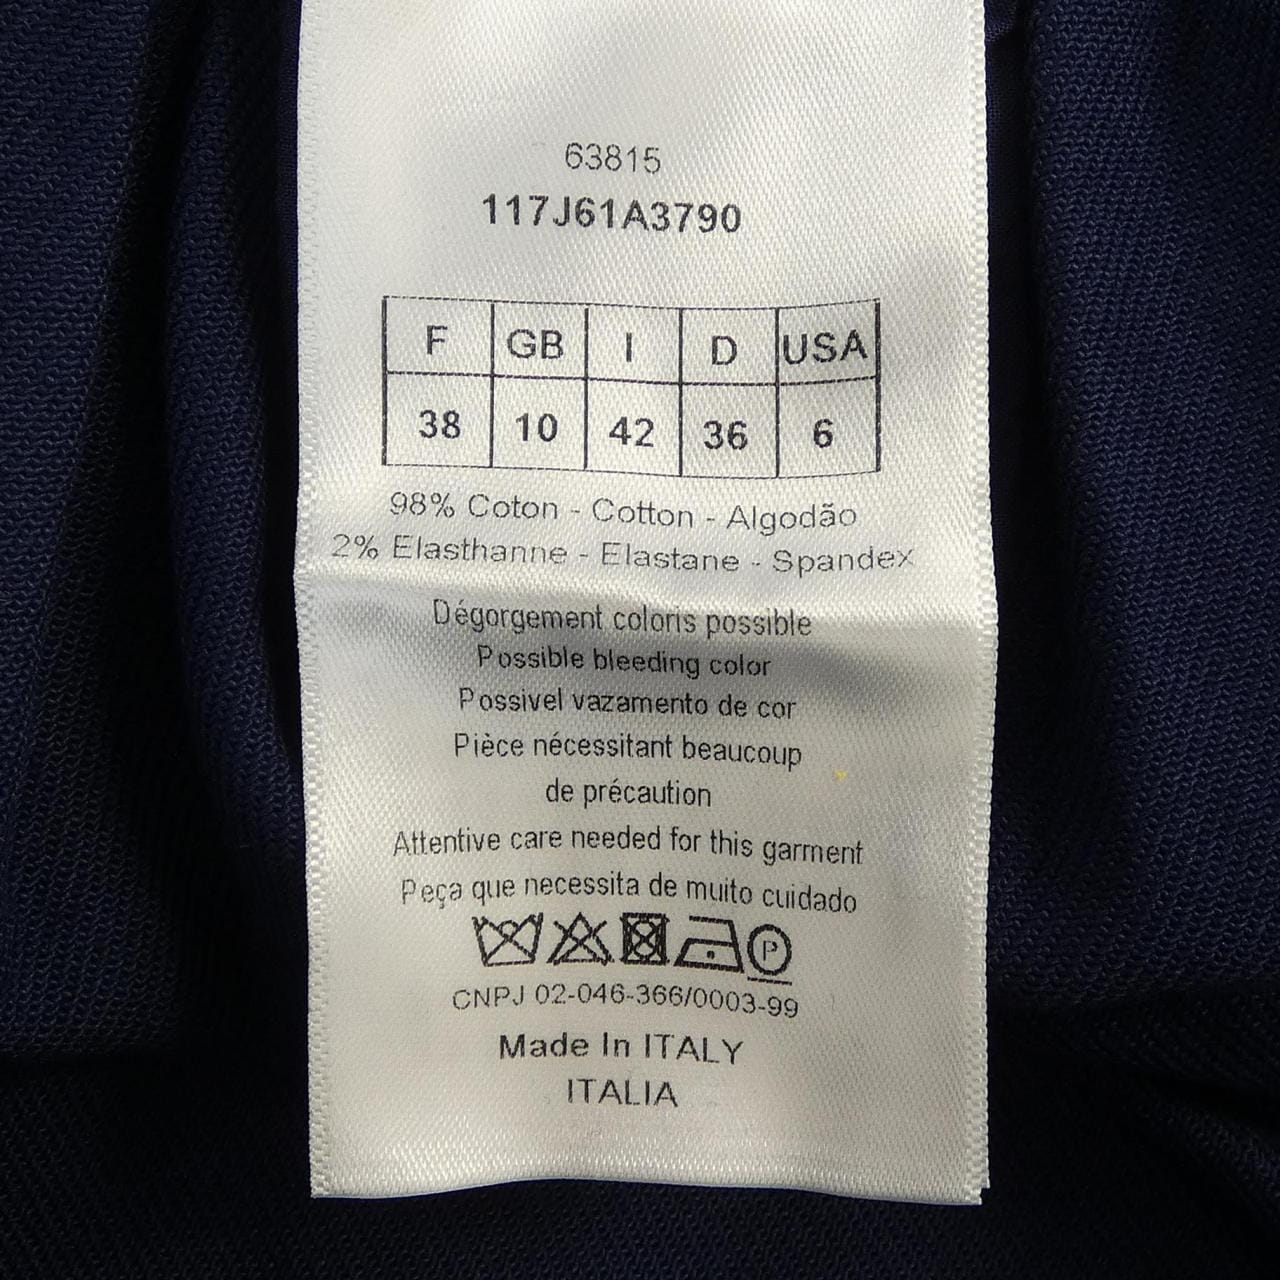 63815
117J61A3790
F GB I D USA
38 10 42 36 6
98% Coton - Cotton - Algodão
2% Elasthanne - Elastane - Spandex
Dégorgement coloris possible
Possible bleeding color
Possivel vazamento de cor
Pièce nécessitant beaucoup
de précaution
Attentive care needed for this garment
Peça que necessita de muito cuidado
P
CNPJ 02-046-366/0003-99
Made In ITALY
ITALIA